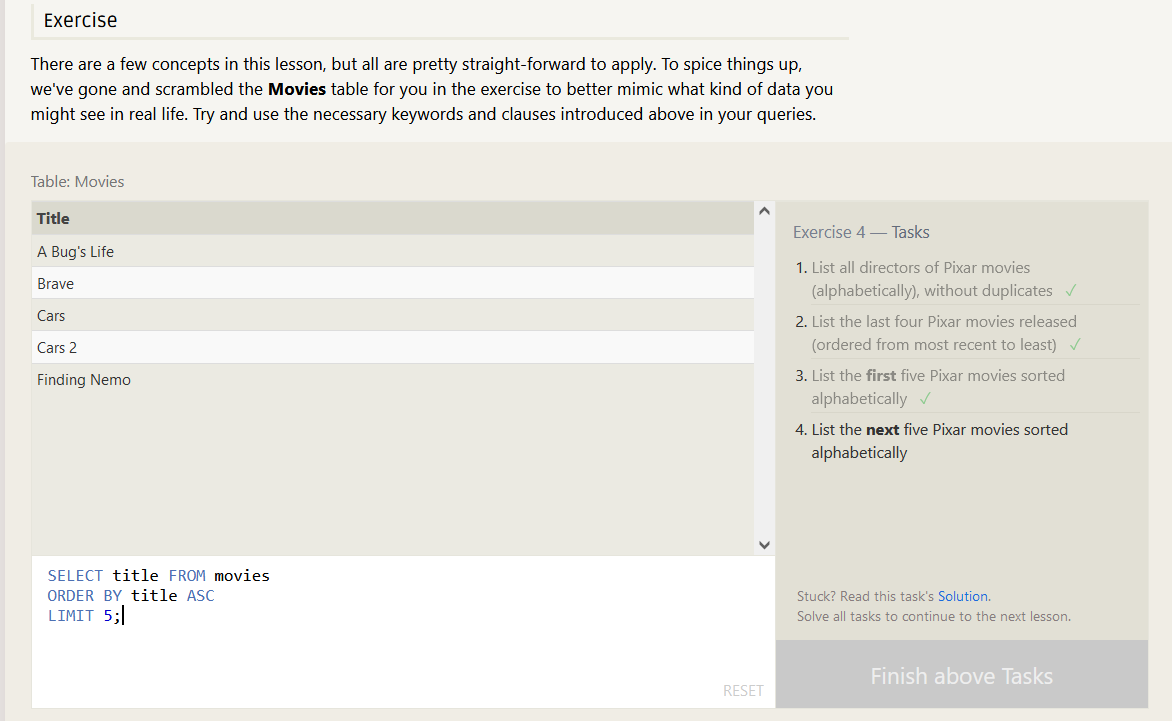 Exercise
There are a few concepts in this lesson, but all are pretty straight-forward to apply. To spice things up,
we've gone and scrambled the Movies table for you in the exercise to better mimic what kind of data you
might see in real life. Try and use the necessary keywords and clauses introduced above in your queries.
Table: Movies
Title
A Bug's Life
Brave
Cars
Cars 2
Finding Nemo
SELECT title FROM movies
ORDER BY title ASC
LIMIT 5;
RESET
Exercise 4 — Tasks
1. List all directors of Pixar movies
(alphabetically), without duplicates ✓
2. List the last four Pixar movies released
(ordered from most recent to least) ✓
3. List the first five Pixar movies sorted
alphabetically ✓
4. List the next five Pixar movies sorted
alphabetically
Stuck? Read this task's Solution.
Solve all tasks to continue to the next lesson.
Finish above Tasks